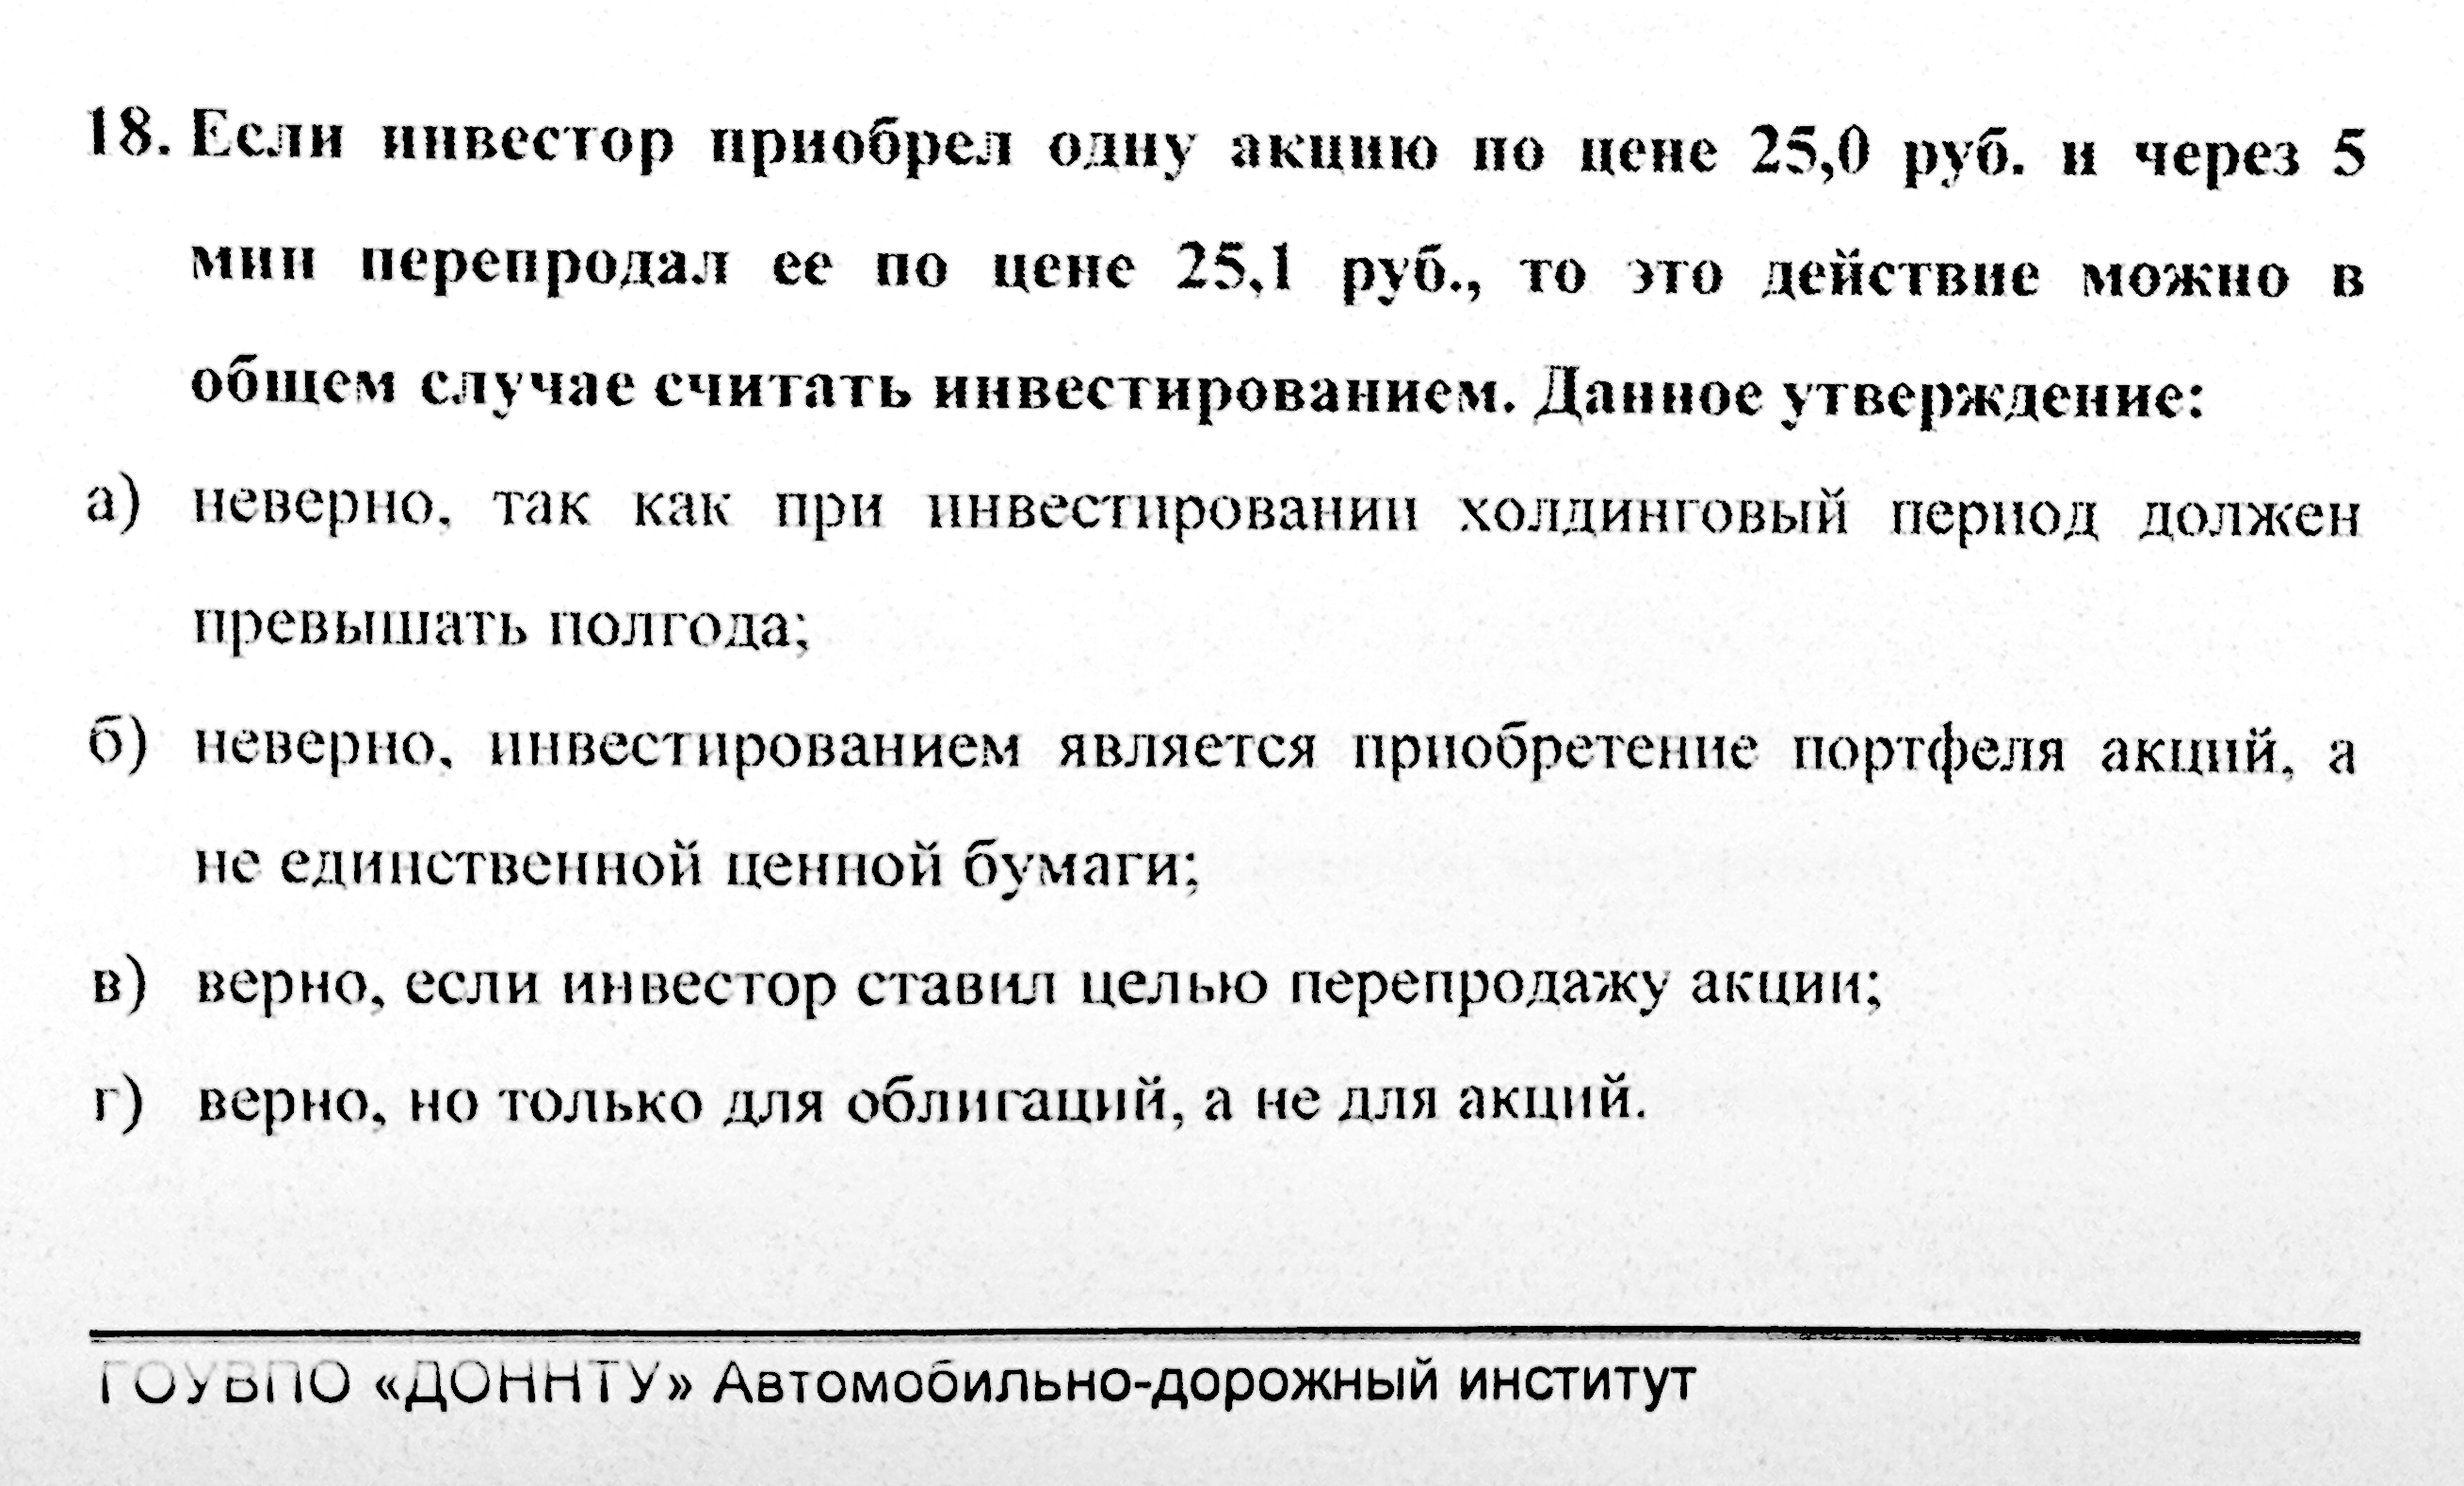 18. Если инвестор приобрел одну акцию по цене 25,0 руб. и через 5
мин перепродал ее по цене 25,1 руб., то это действие можно в
общем случае считать инвестированием. Данное утверждение:
а) неверно, так как при инвестировании холдинговый период должен
превышать полгода;
б) неверно, инвестированием является приобретение портфеля акций, а
не единственной ценной бумаги;
в) верно, если инвестор ставил целью перепродажу акции;
г) верно, но только для облигаций, а не для акций.
ГОУВПО «ДОННТУ» Автомобильно-дорожный институт